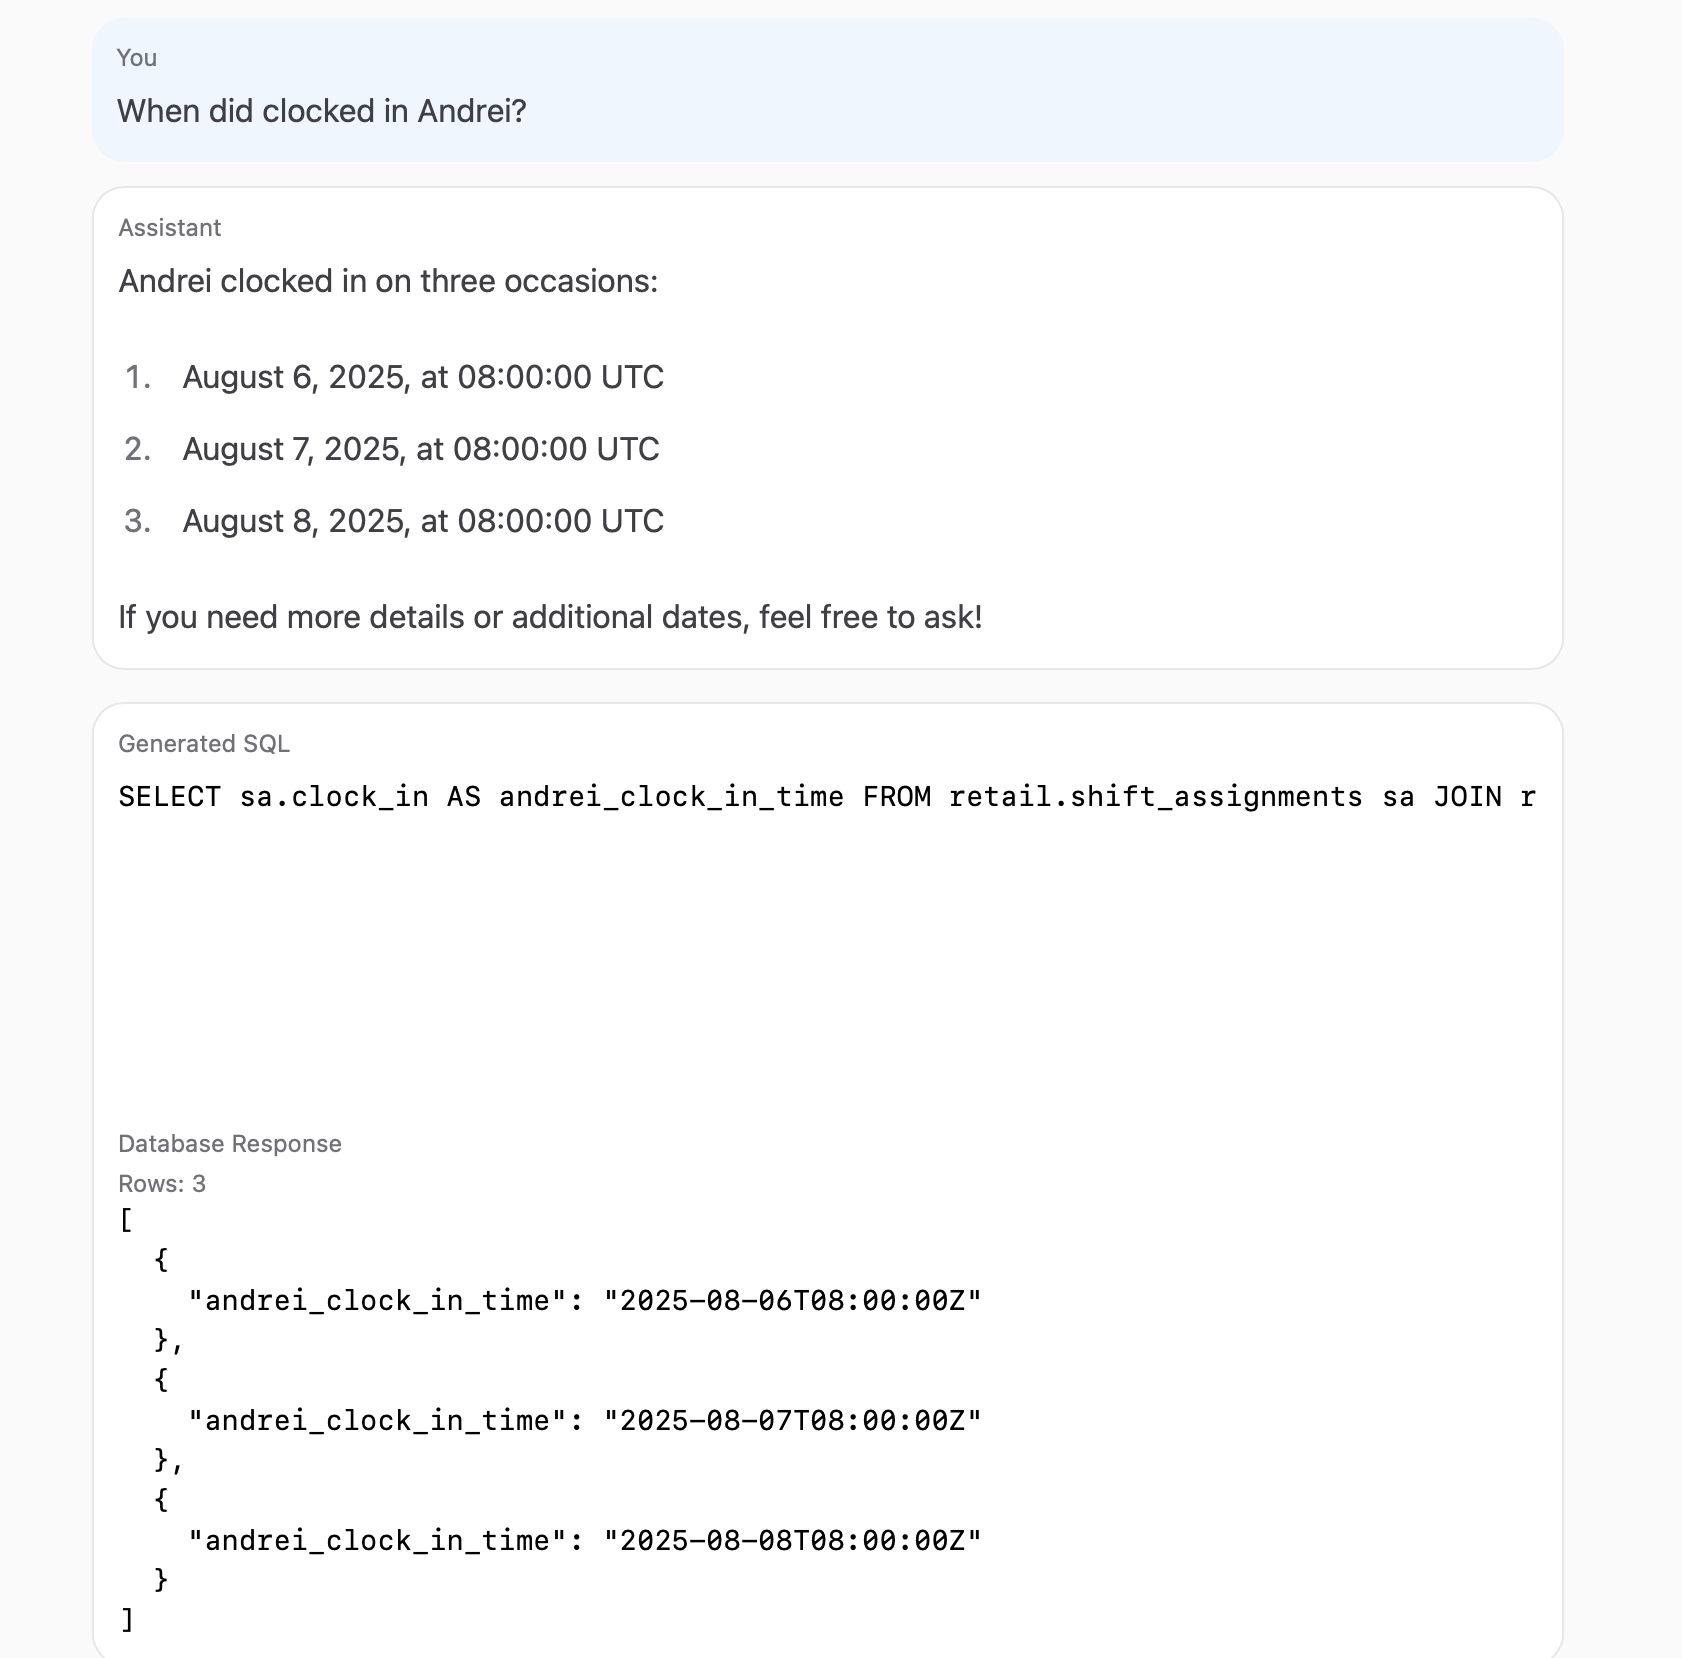 You
When did clocked in Andrei?
Assistant
Andrei clocked in on three occasions:
1. August 6, 2025, at 08:00:00 UTC
2. August 7, 2025, at 08:00:00 UTC
3. August 8, 2025, at 08:00:00 UTC
If you need more details or additional dates, feel free to ask!
Generated SQL
SELECT sa.clock_in AS andrei_clock_in_time FROM retail.shift_assignments sa JOIN r
Database Response
Rows: 3
[
  {
    "andrei_clock_in_time": "2025-08-06T08:00:00Z"
  },
  {
    "andrei_clock_in_time": "2025-08-07T08:00:00Z"
  },
  {
    "andrei_clock_in_time": "2025-08-08T08:00:00Z"
  }
]